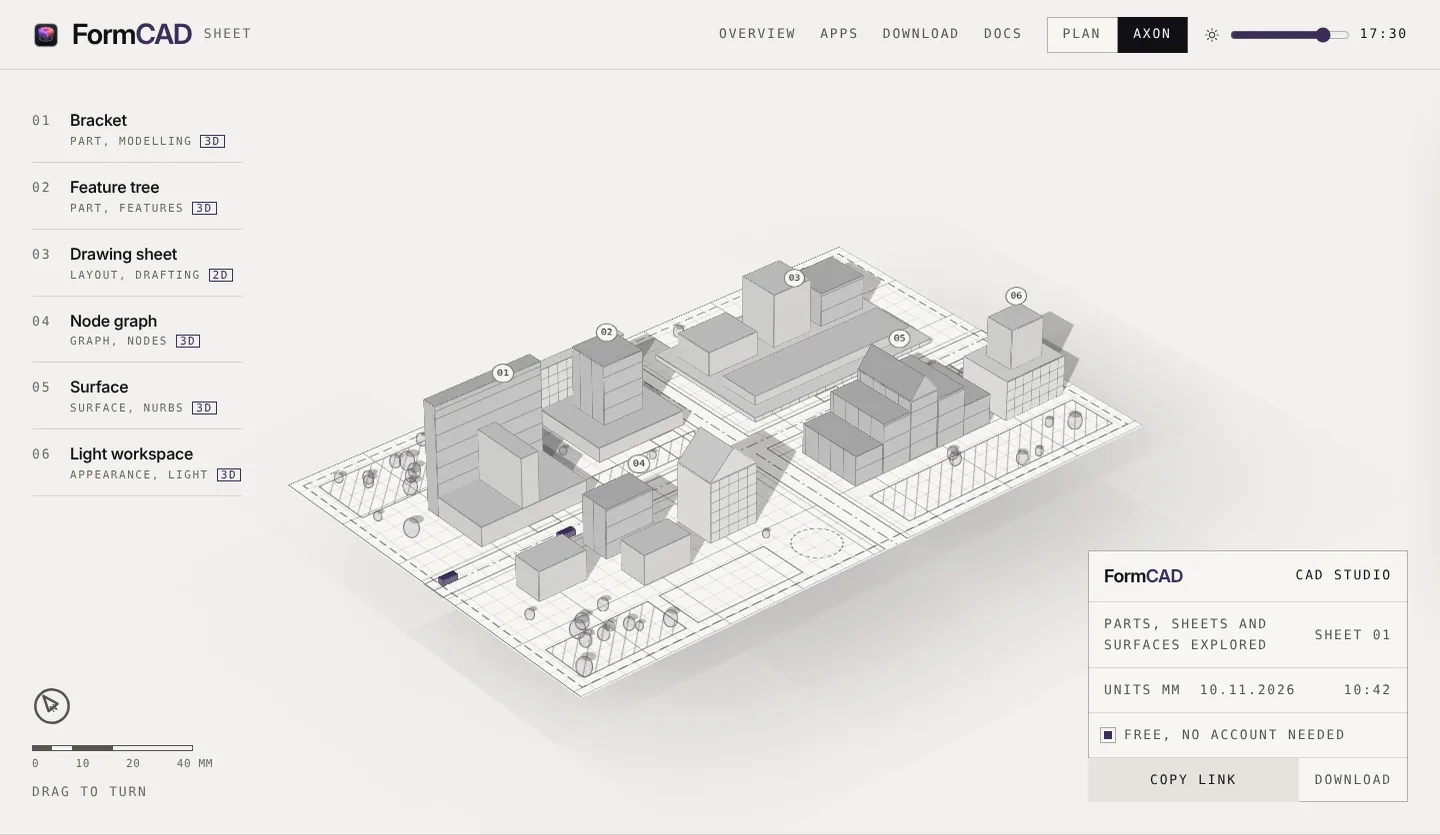 FormCAD SHEET
OVERVIEW APPS DOWNLOAD DOCS PLAN AXON 17:30
01 Bracket
PART, MODELLING 3D
02 Feature tree
PART, FEATURES 3D
03 Drawing sheet
LAYOUT, DRAFTING 2D
04 Node graph
GRAPH, NODES 3D
05 Surface
SURFACE, NURBS 3D
06 Light workspace
APPEARANCE, LIGHT 3D
03
06
02
05
01
04
0 10 20 40 MM
DRAG TO TURN
FormCAD CAD STUDIO
PARTS, SHEETS AND
SURFACES EXPLORED
SHEET 01
UNITS MM 10.11.2026 10:42
FREE, NO ACCOUNT NEEDED
COPY LINK DOWNLOAD